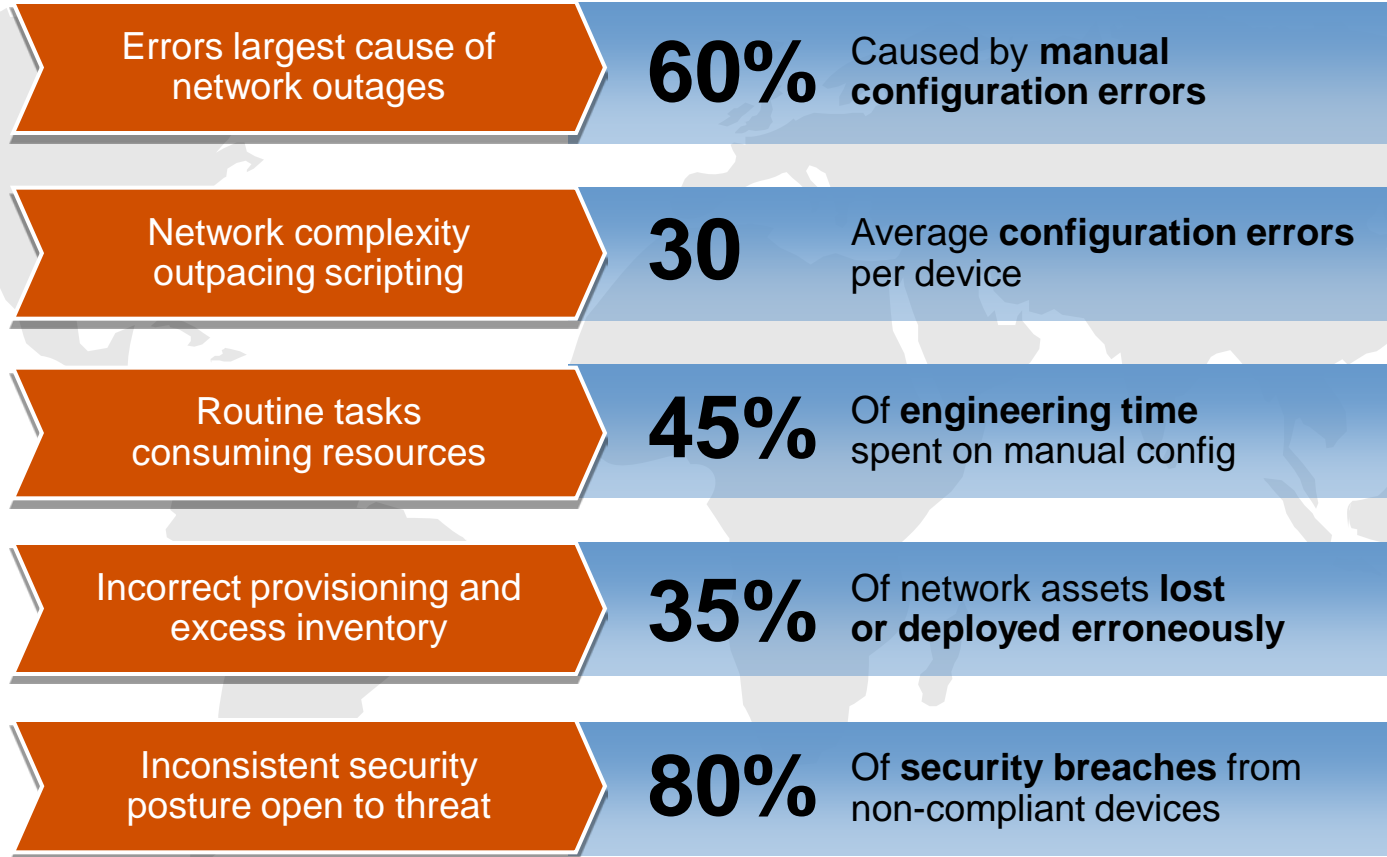 Errors largest cause of
network outages
60%
Caused by manual
configuration errors
Network complexity
outpacing scripting
30
Average configuration errors
per device
Routine tasks
consuming resources
45%
Of engineering time
spent on manual config
Incorrect provisioning and
excess inventory
35%
Of network assets lost
or deployed erroneously
Inconsistent security
posture open to threat
80%
Of security breaches from
non-compliant devices